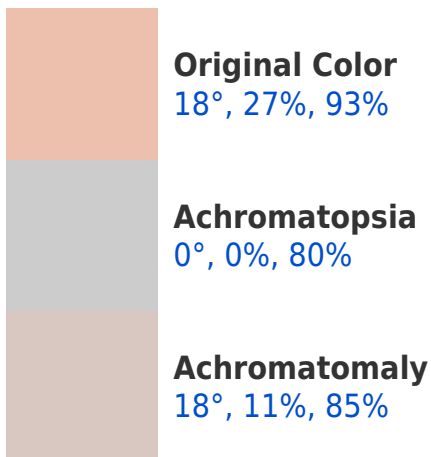 Original Color
18°, 27%, 93%
Achromatopsia
0°, 0%, 80%
Achromatomaly
18°, 11%, 85%